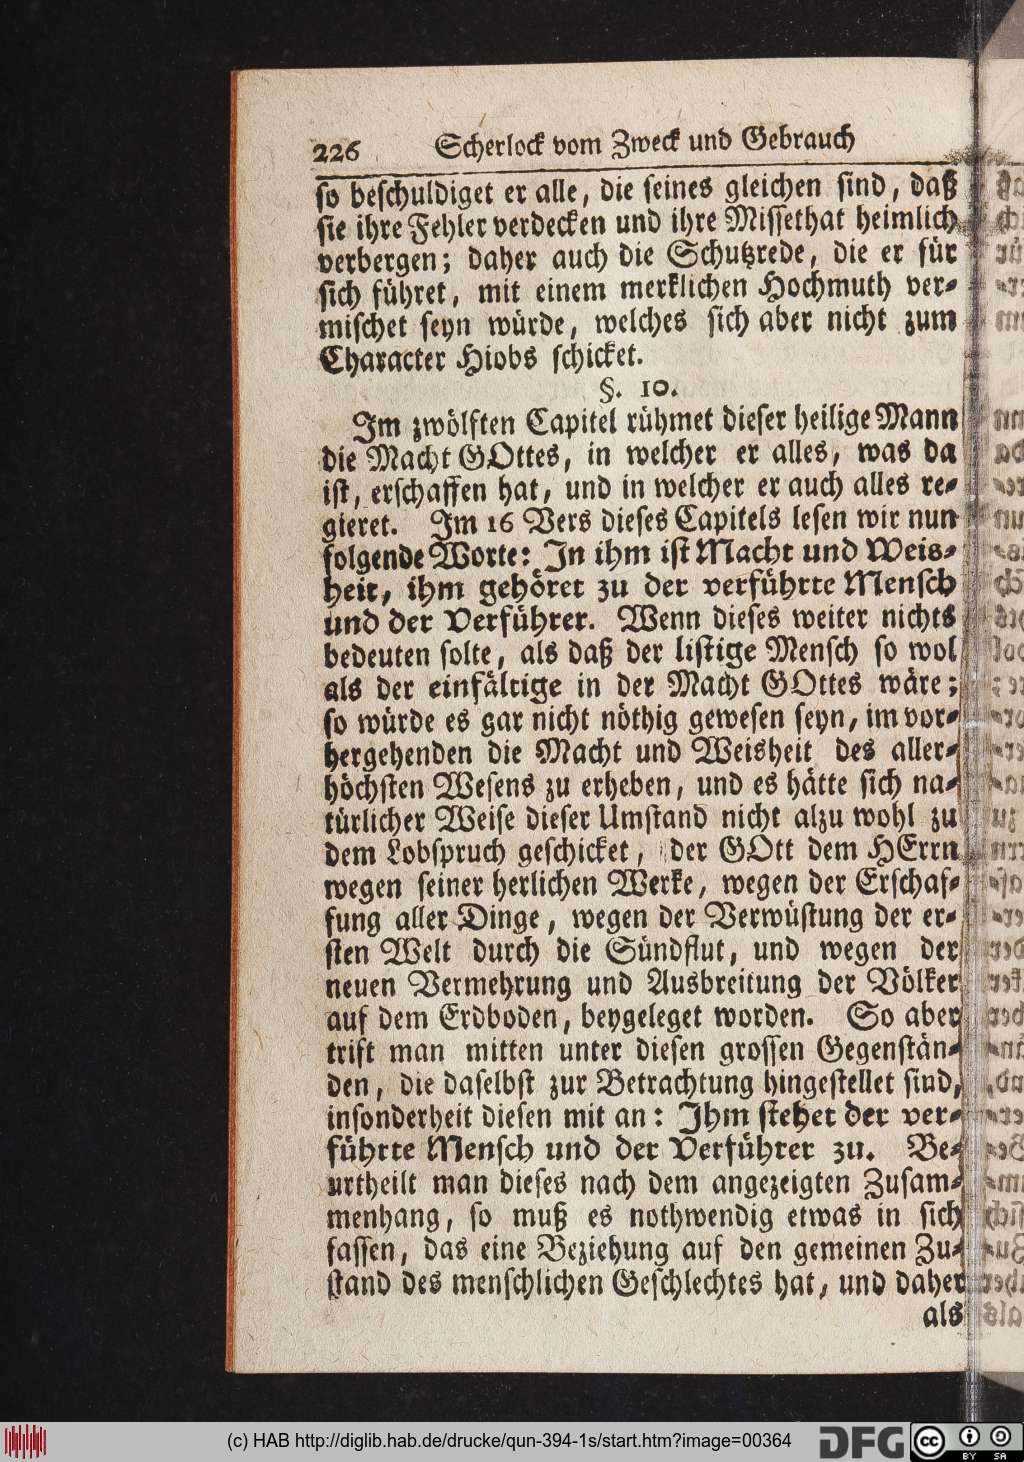 226 Scherlock vom Zweck und Gebrauch
so beschuldiget er alle, die seines gleichen sind, daß
sie ihre Fehler verdecken und ihre Missethat heimlich
verbergen; daher auch die Schutzrede, die er für
sich führet, mit einem merklichen Hochmuth ver-
mischet seyn würde, welches sich aber nicht zum
Character Hiobs schicket.
§. 10.
Im zwölften Capitel rühmet dieser heilige Mann
die Macht GOttes, in welcher er alles, was da
ist, erschaffen hat, und in welcher er auch alles re-
gieret. Im 16 Vers dieses Capitels lesen wir nun
folgende Worte: In ihm ist Macht und Weis-
heit, ihm gehöret zu der verführte Mensch
und der Verführer. Wenn dieses weiter nichts
bedeuten solte, als daß der listige Mensch so wol
als der einfältige in der Macht GOttes wäre;
so würde es gar nicht nöthig gewesen seyn, im vor-
hergehenden die Macht und Weisheit des aller-
höchsten Wesens zu erheben, und es hätte sich na-
türlicher Weise dieser Umstand nicht alzu wohl zu
dem Lobspruch geschicket, der GOtt dem HErrn
wegen seiner herlichen Werke, wegen der Erschaf-
fung aller Dinge, wegen der Verwüstung der er-
sten Welt durch die Sündflut, und wegen der
neuen Vermehrung und Ausbreitung der Völker
auf dem Erdboden, beygeleget worden. So aber
trift man mitten unter diesen grossen Gegenstän-
den, die daselbst zur Betrachtung hingestellet sind,
insonderheit diesen mit an: Ihm stehet der ver-
führte Mensch und der Verführer zu. Be-
urtheilt man dieses nach dem angezeigten Zusam-
menhang, so muß es nothwendig etwas in sich
fassen, das eine Beziehung auf den gemeinen Zu-
stand des menschlichen Geschlechtes hat, und daher
als
(c) HAB http://diglib.hab.de/drucke/qun-394-1s/start.htm?image=00364
DFG
cc BY SA